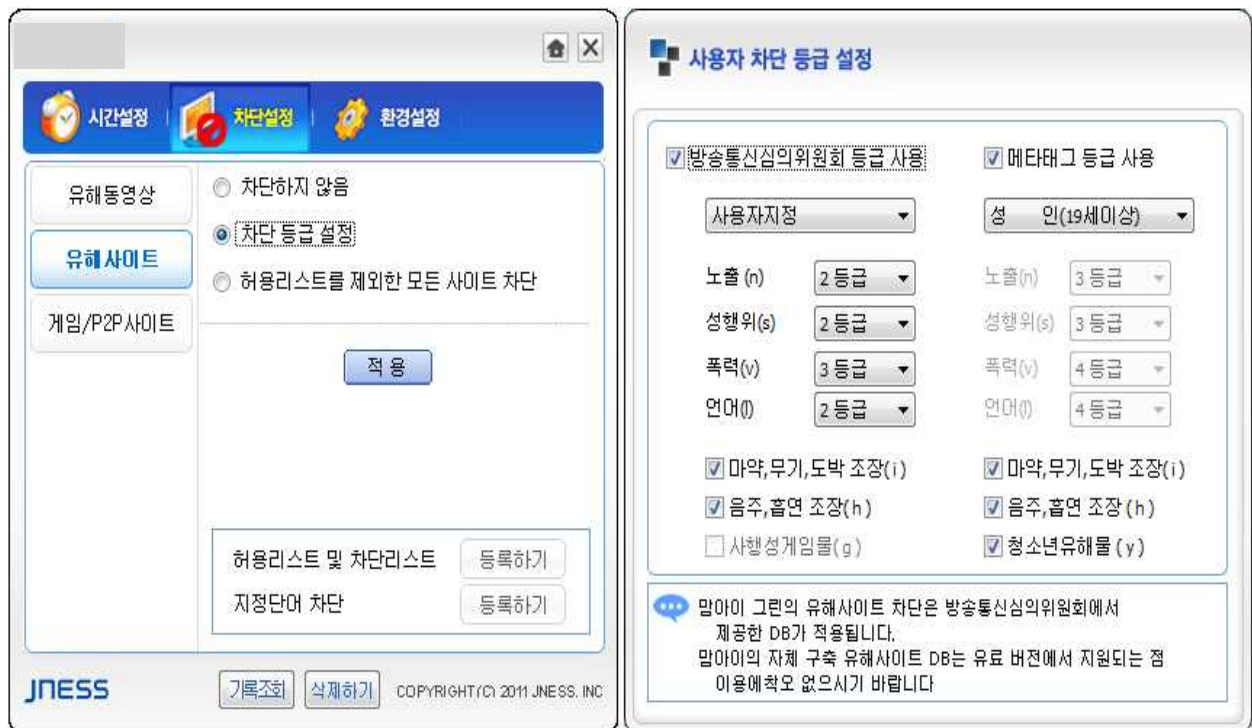 시간설정
차단설정
환경설정
유해동영상
유해사이트
게임/P2P사이트
차단하지 않음
차단 등급 설정
허용리스트를 제외한 모든 사이트 차단
적 용
허용리스트 및 차단리스트 등록하기
지정단어 차단 등록하기
JNESS
기록조회 삭제하기 COPYRIGHT(C) 2011 JNESS. INC
사용자 차단 등급 설정
방송통신심의위원회 등급 사용 메타태그 등급 사용
사용자지정 성 인(19세이상)
노출(n) 2 등급 노출(n) 3 등급
성행위(s) 2 등급 성행위(s) 3 등급
폭력(v) 3 등급 폭력(v) 4 등급
언어(l) 2 등급 언어(l) 4 등급
마약,무기,도박 조장(i) 마약,무기,도박 조장(i)
음주,흡연 조장(h) 음주,흡연 조장(h)
사행성게임물(g) 청소년유해물(y)
맘아이 그린의 유해사이트 차단은 방송통신심의위원회에서
제공한 DB가 적용됩니다.
맘아이의 자체 구축 유해사이트 DB는 유료 버전에서 지원되는 점
이용에착오 없으시기 바랍니다